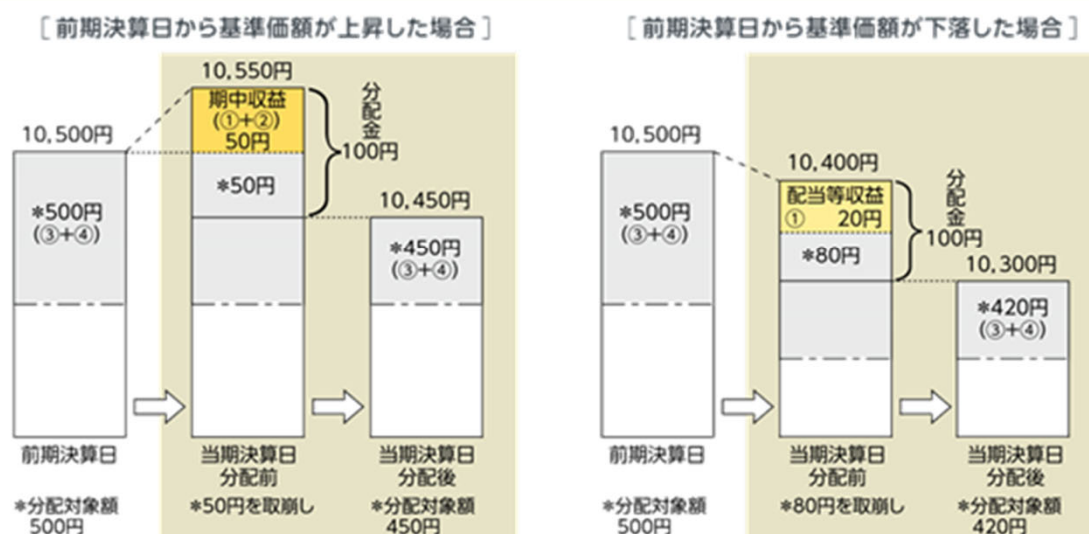 [前期決算日から基準価額が上昇した場合]
10,550円
期中収益
(①+②)
50円
分配金
100円
10,500円
*50円
*500円
(③+④)
10,450円
*450円
(③+④)
前期決算日
当期決算日
分配前
当期決算日
分配後
*分配対象額
500円
*50円を取崩し
*分配対象額
450円
[前期決算日から基準価額が下落した場合]
10,500円
10,400円
配当等収益
① 20円
分配金
100円
*500円
(③+④)
*80円
10,300円
*420円
(③+④)
前期決算日
当期決算日
分配前
当期決算日
分配後
*分配対象額
500円
*80円を取崩し
*分配対象額
420円